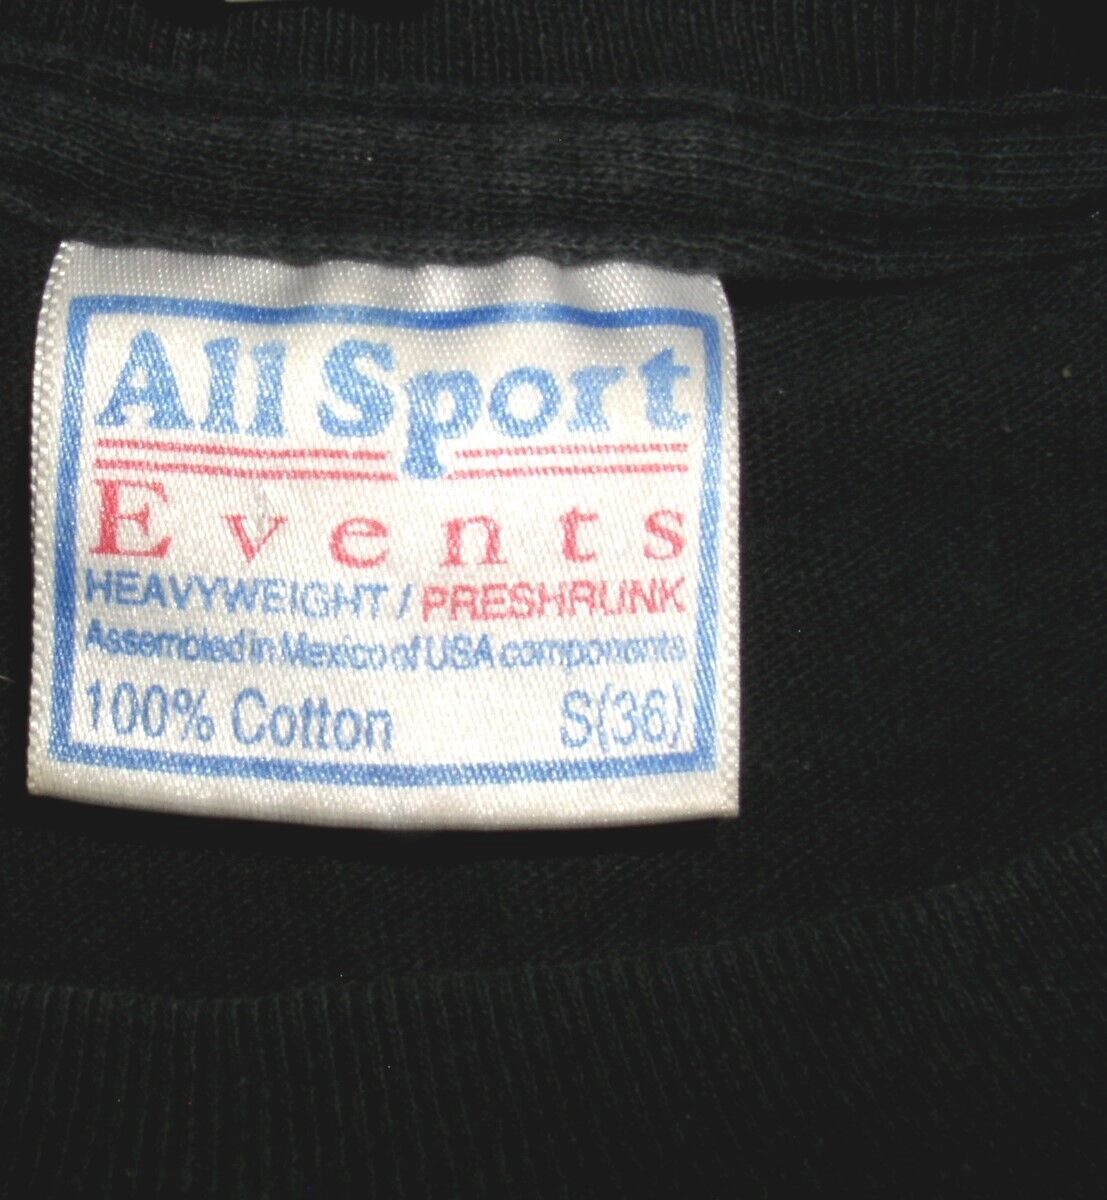 All Sport
Events
HEAVYWEIGHT / PRESHRUNK
Assembled in Mexico of USA components
100% Cotton S(36)